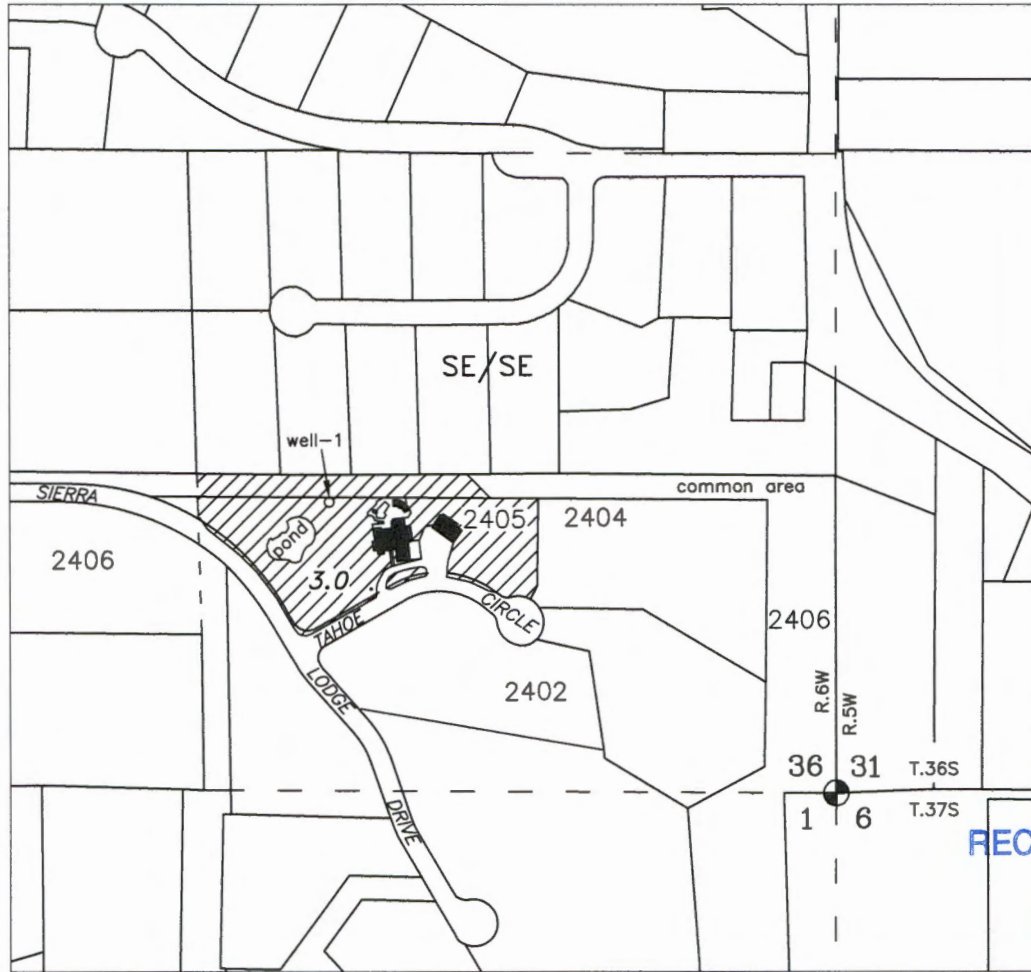 SE/SE
well-1
SIERRA
common area
2405
2404
pond
2406
3.0
CIRCLE
TAHOE
2406
LODGE
2402
R.6W
R.5W
36
31
T.36S
1
6
T.37S
DRIVE
REC